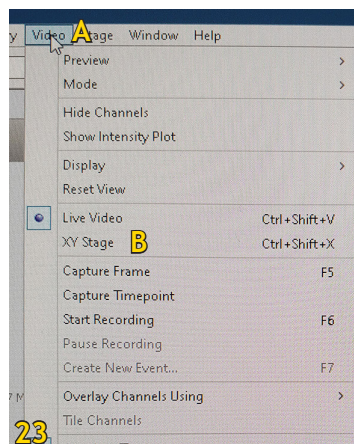 Video A Stage Window Help
Preview
Mode
Hide Channels
Show Intensity Plot
Display
Reset View
Live Video Ctrl+Shift+V
XY Stage B Ctrl+Shift+X
Capture Frame F5
Capture Timepoint
Start Recording F6
Pause Recording
Create New Event... F7
Overlay Channels Using
Tile Channels
23